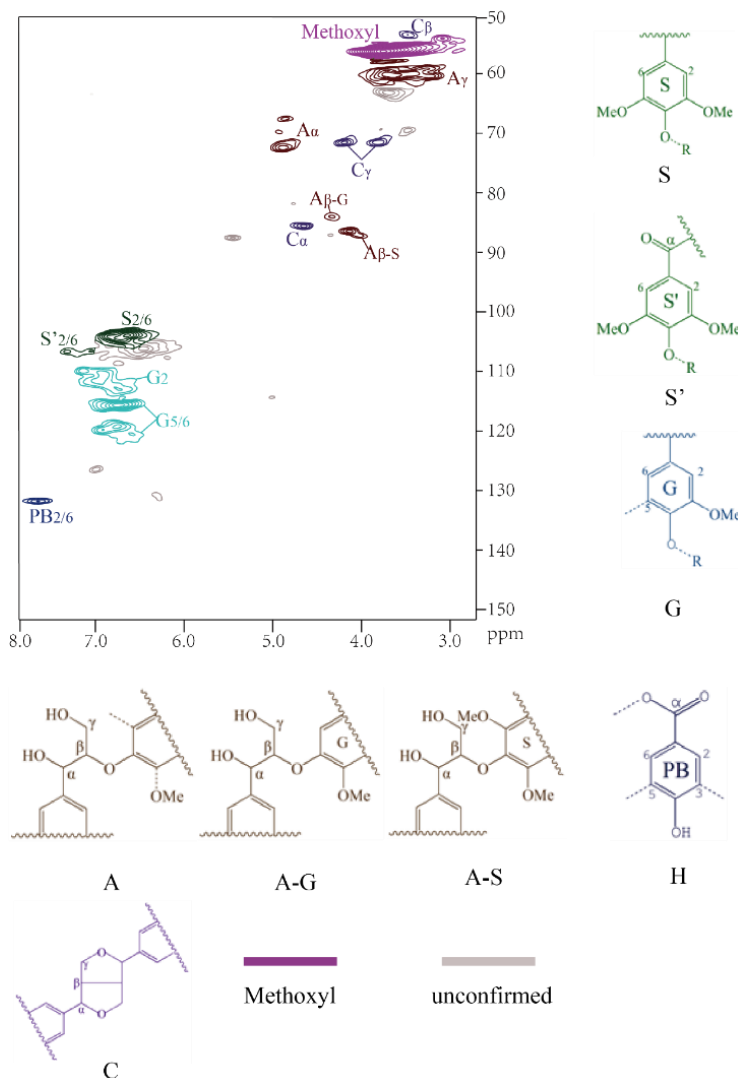 Methoxyl
Cβ
Aγ
Aα
Cγ
Aβ-G
Cα
Aβ-S
S2/6
S'2/6
G2
G5/6
PB2/6
50
60
70
80
90
100
110
120
130
140
150
ppm
8.0
7.0
6.0
5.0
4.0
3.0
6
S
2
MeO
OMe
O
R
S
O
α
6
S'
2
MeO
OMe
O
R
S'
6
G
2
5
OMe
O
R
G
HO
γ
β
HO
α
O
OMe
A
HO
γ
G
β
HO
α
O
OMe
A-G
HO
MeO
γ
S
β
HO
α
O
OMe
A-S
O
α
O
6
2
PB
5
3
OH
H
O
γ
β
α
O
C
Methoxyl
unconfirmed